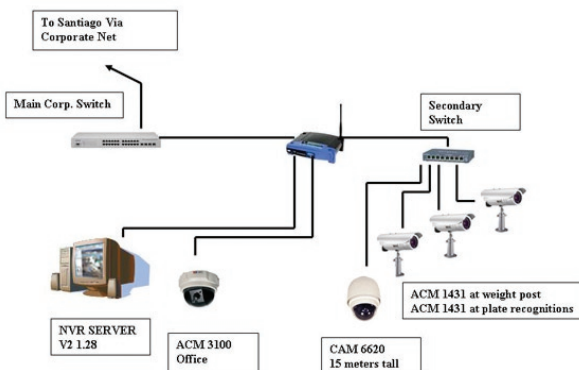 To Santiago Via
Corporate Net
Main Corp. Switch
Secondary
Switch
NVR SERVER
V2 1.28
ACM 3100
Office
CAM 6620
15 meters tall
ACM 1431 at weight post
ACM 1431 at plate recognitions